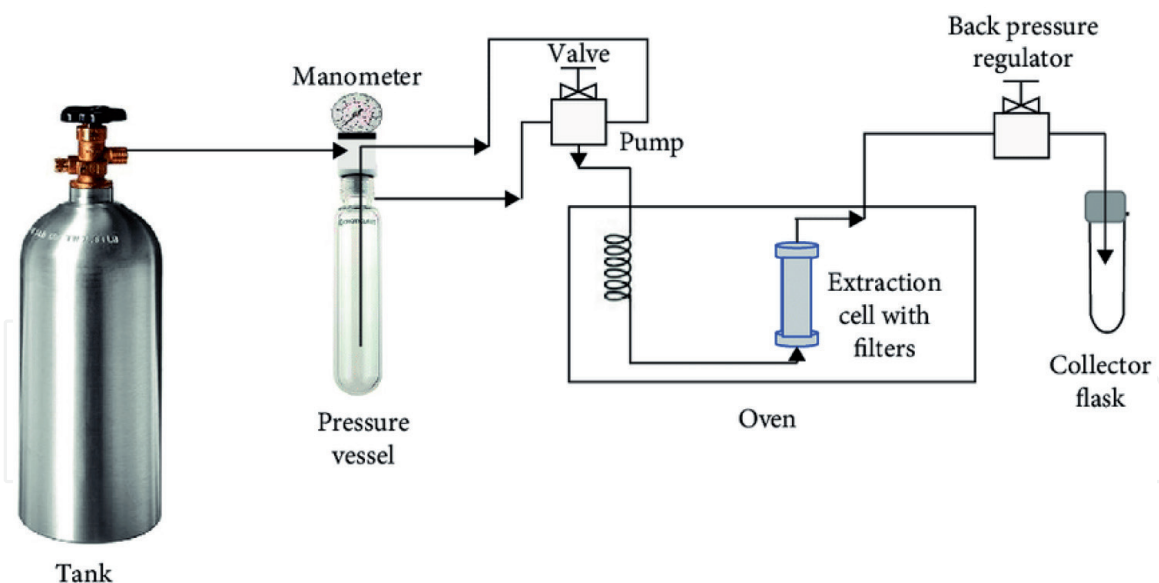 Back pressure
regulator
Valve
Manometer
Pump
Extraction
cell with
filters
Collector
flask
Oven
Pressure
vessel
Tank